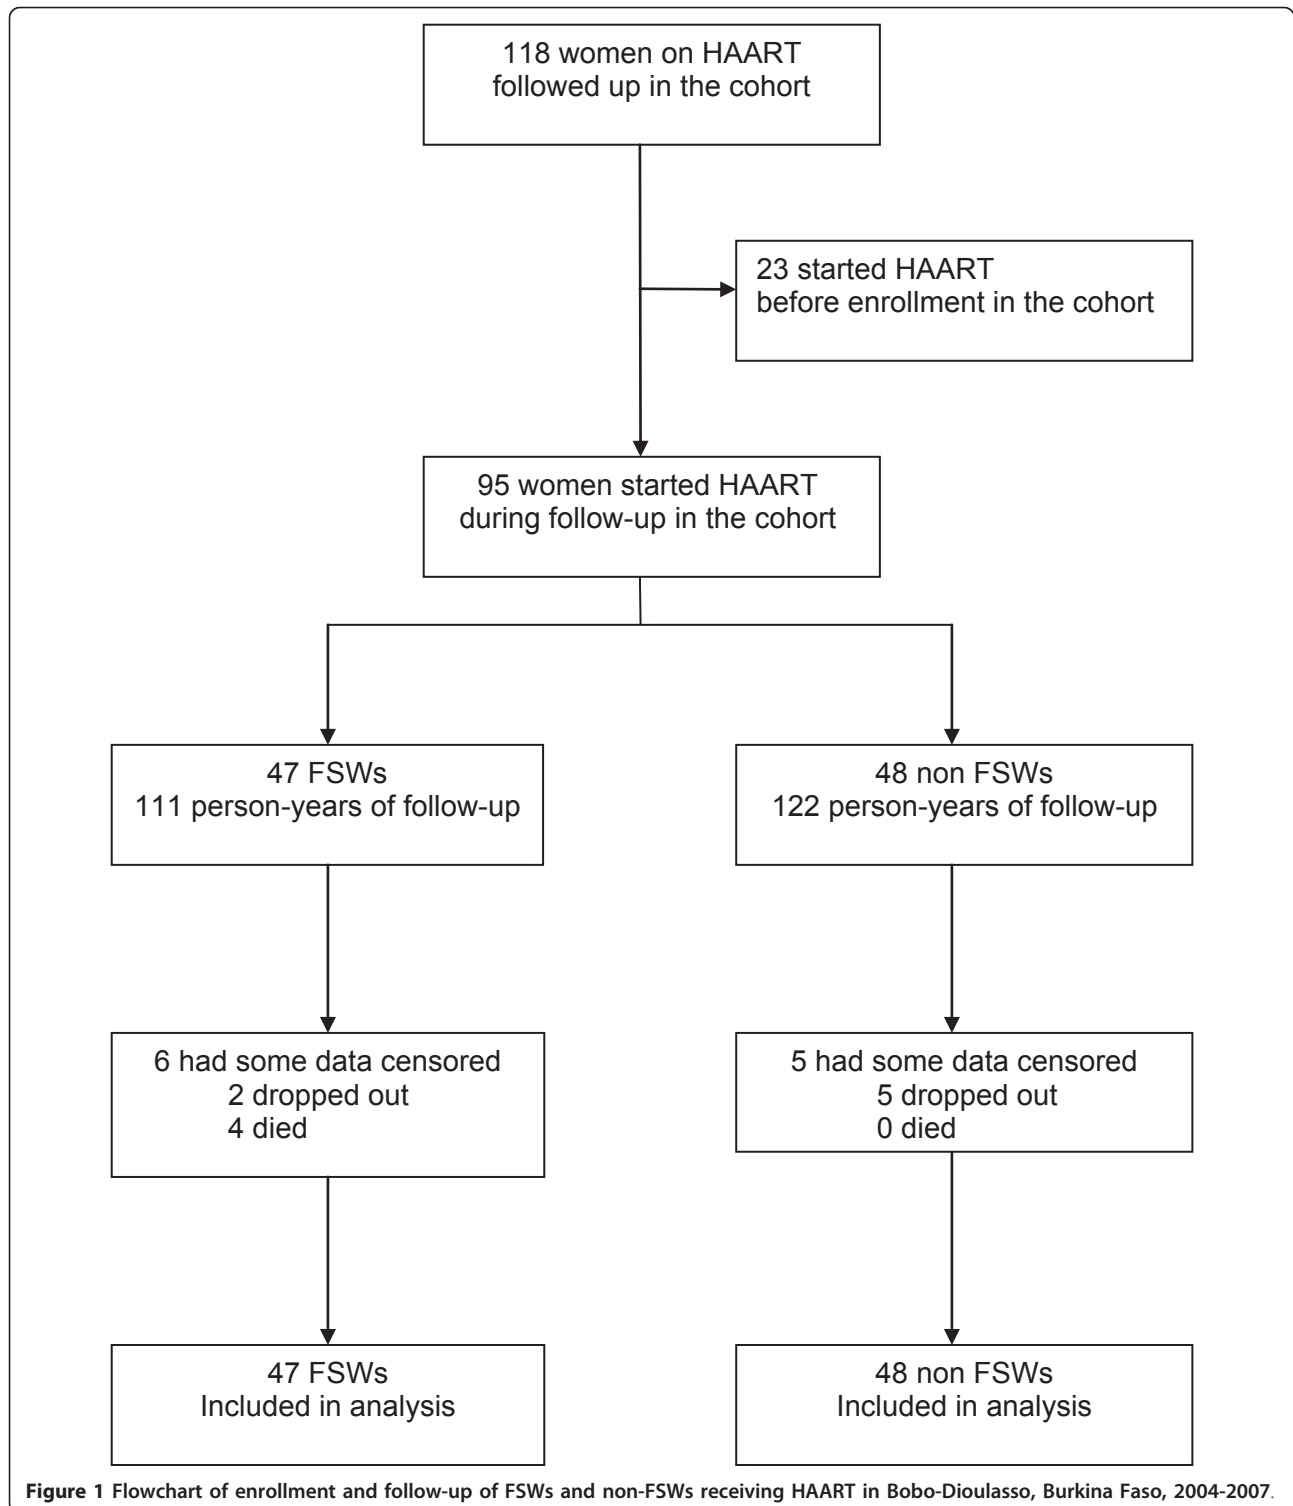 118 women on HAART
followed up in the cohort
23 started HAART
before enrollment in the cohort
95 women started HAART
during follow-up in the cohort
47 FSWs
111 person-years of follow-up
48 non FSWs
122 person-years of follow-up
6 had some data censored
2 dropped out
4 died
5 had some data censored
5 dropped out
0 died
47 FSWs
Included in analysis
48 non FSWs
Included in analysis
Figure 1 Flowchart of enrollment and follow-up of FSWs and non-FSWs receiving HAART in Bobo-Dioulasso, Burkina Faso, 2004-2007.